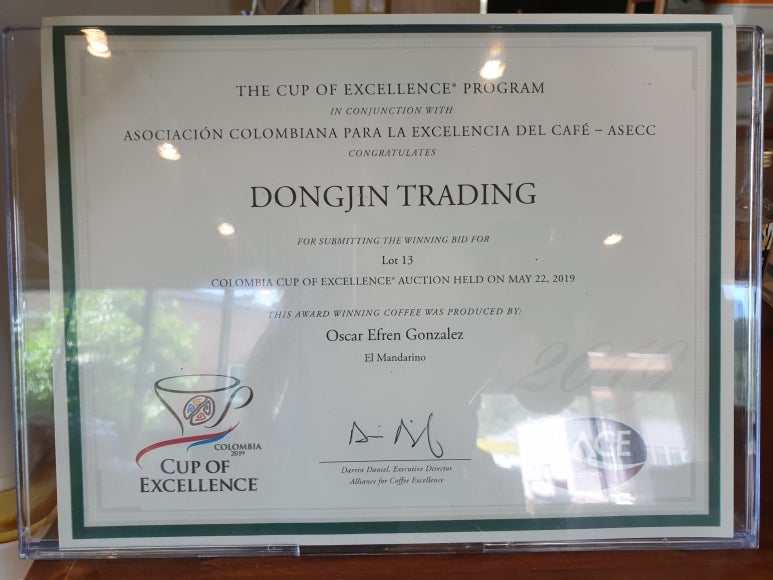 THE CUP OF EXCELLENCE® PROGRAM
IN CONJUNCTION WITH
ASOCIACIÓN COLOMBIANA PARA LA EXCELENCIA DEL CAFÉ – ASECC
CONGRATULATES
DONGJIN TRADING
FOR SUBMITTING THE WINNING BID FOR
Lot 13
COLOMBIA CUP OF EXCELLENCE® AUCTION HELD ON MAY 22, 2019
THIS AWARD WINNING COFFEE WAS PRODUCED BY:
Oscar Efren Gonzalez
El Mandarino
2019
COLOMBIA
2019
CUP OF
EXCELLENCE
Darrin Daniel, Executive Director
Alliance for Coffee Excellence
ACE